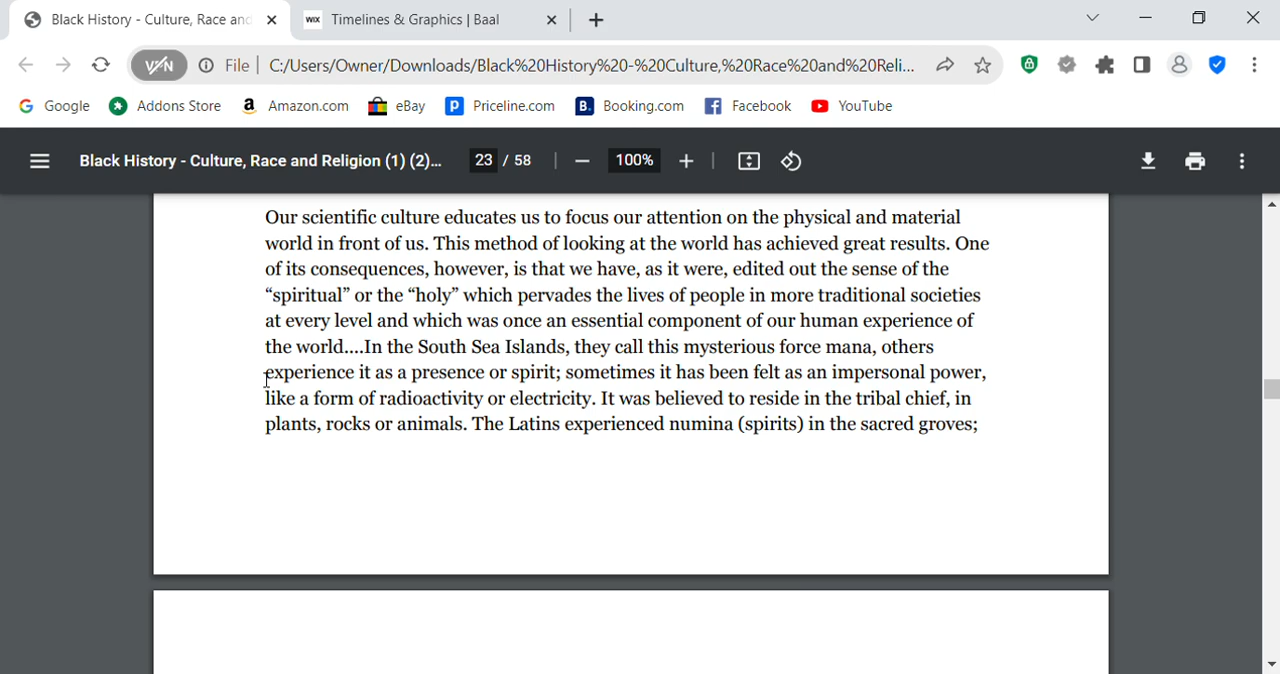 Black History - Culture, Race and
WIX Timelines & Graphics | Baal
VPN File C:/Users/Owner/Downloads/Black%20History%20-%20Culture,%20Race%20and%20Reli...
Google Addons Store Amazon.com eBay Priceline.com Booking.com Facebook YouTube
Black History - Culture, Race and Religion (1) (2)... 23 / 58 100%
Our scientific culture educates us to focus our attention on the physical and material
world in front of us. This method of looking at the world has achieved great results. One
of its consequences, however, is that we have, as it were, edited out the sense of the
“spiritual” or the “holy” which pervades the lives of people in more traditional societies
at every level and which was once an essential component of our human experience of
the world....In the South Sea Islands, they call this mysterious force mana, others
experience it as a presence or spirit; sometimes it has been felt as an impersonal power,
like a form of radioactivity or electricity. It was believed to reside in the tribal chief, in
plants, rocks or animals. The Latins experienced numina (spirits) in the sacred groves;